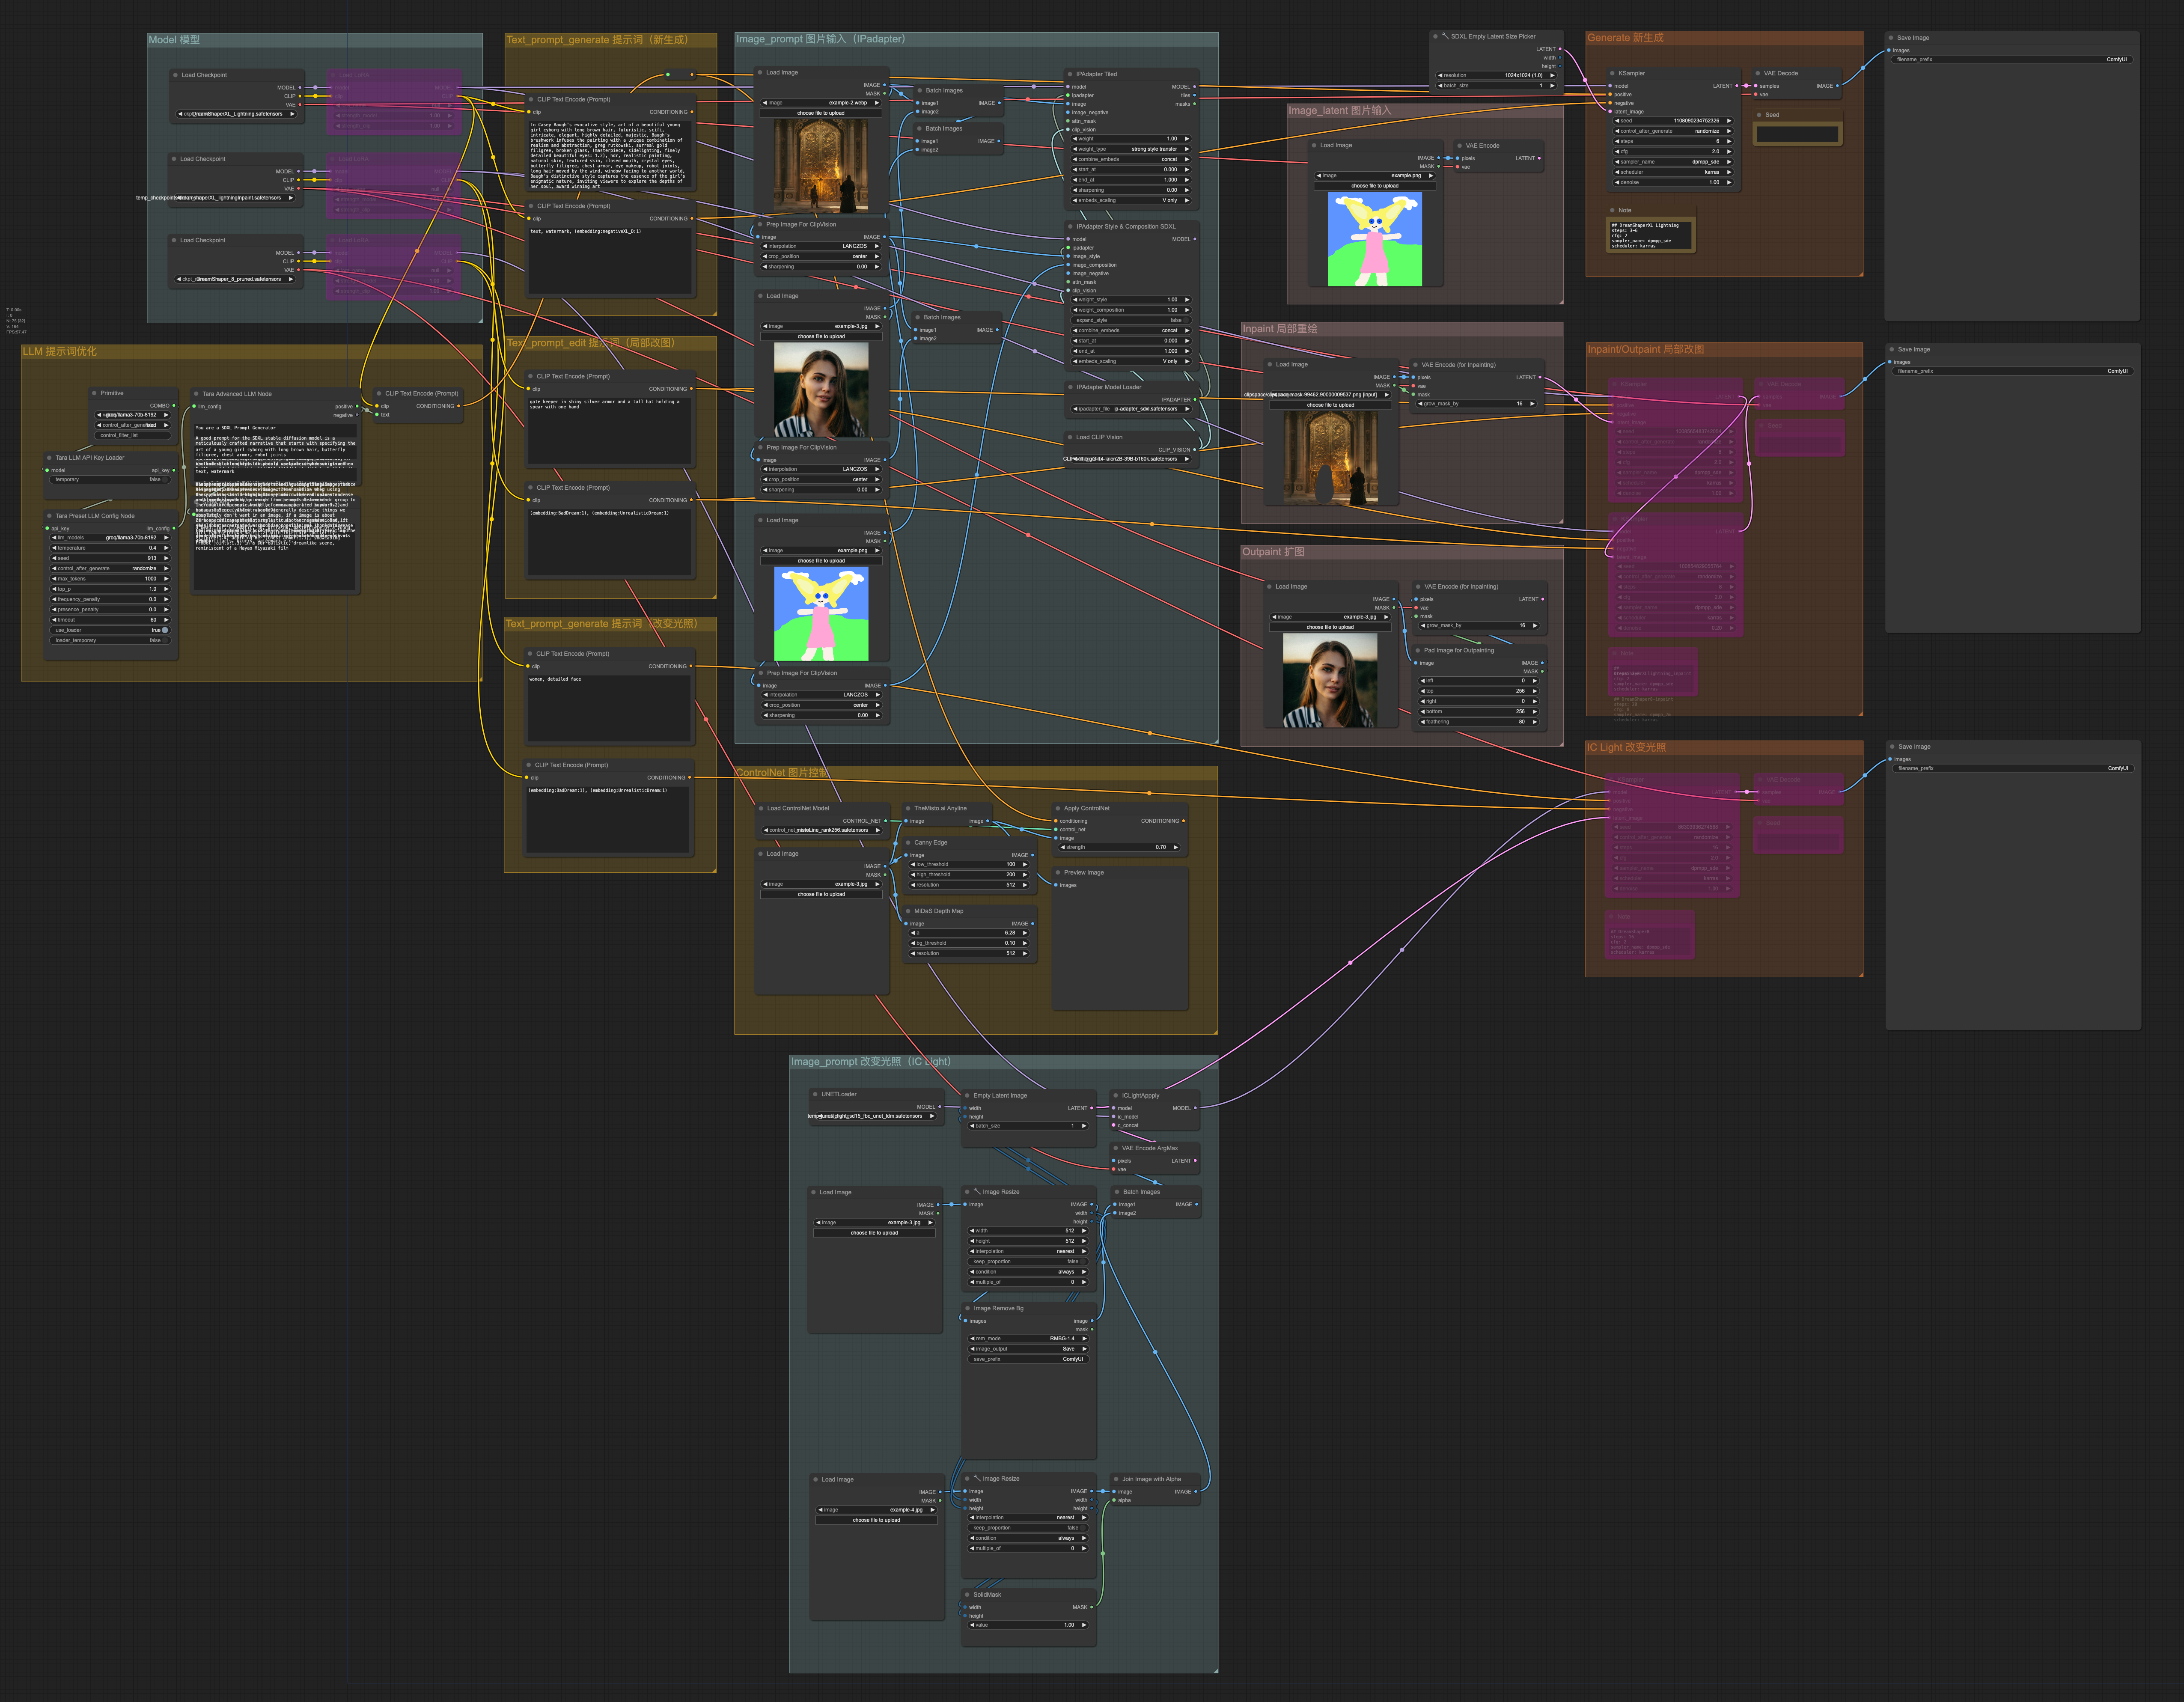 Model 模型
Load Checkpoint
MODEL
CLIP
VAE
DreamShaperXL_Lightning.safetensors
Load LoRA
Load Checkpoint
MODEL
CLIP
VAE
Load LoRA
Load Checkpoint
MODEL
CLIP
VAE
DreamShaper_8_pruned.safetensors
Load LoRA
LLM 提示词优化
Primitive
COMBO
groq/llama3-70b-8192
control_after_generate
control_filter_list
Tara LLM API Key Loader
model api_key
temporary false
Tara Preset LLM Config Node
api_key llm_config
llm_models groq/llama3-70b-8192
temperature 0.4
seed 913
control_after_generate randomize
max_tokens 1000
top_p 1.0
frequency_penalty 0.0
presence_penalty 0.0
timeout 60
use_loader true
loader_temporary false
Tara Advanced LLM Node
llm_config positive
negative
You are a SDXL Prompt Generator
A good prompt for the SDXL stable diffusion model is a
meticulously crafted narrative that starts with specifying the
art of a young girl cyborg with long brown hair, butterfly
filigree, chest armor, robot joints
text, watermark
reminiscent of a Hayao Miyazaki film
CLIP Text Encode (Prompt)
clip CONDITIONING
text
Text_prompt_generate 提示词（新生成）
CLIP Text Encode (Prompt)
clip CONDITIONING
In Casey Baugh's evocative style, art of a beautiful young
girl cyborg with long brown hair, futuristic, scifi,
intricate, elegant, highly detailed, majestic, Baugh's
brushwork infuses the painting with a unique combination of
realism and abstraction, greg rutkowski, surreal gold
filigree, broken glass, (masterpiece, sidelighting, finely
detailed beautiful eyes: 1.2), hdr, realistic painting,
natural skin, textured skin, closed mouth, crystal eyes,
butterfly filigree, chest armor, eye makeup, robot joints,
long hair moved by the wind, window facing to another world,
Baugh's distinctive style captures the essence of the girl's
enigmatic nature, inviting viewers to explore the depths of
her soul, award winning art
CLIP Text Encode (Prompt)
clip CONDITIONING
text, watermark, (embedding:negativeXL_D:1)
Text_prompt_edit 提示词（局部改图）
CLIP Text Encode (Prompt)
clip CONDITIONING
gate keeper in shiny silver armor and a tall hat holding a
spear with one hand
CLIP Text Encode (Prompt)
clip CONDITIONING
(embedding:BadDream:1), (embedding:UnrealisticDream:1)
Text_prompt_generate 提示词（改变光照）
CLIP Text Encode (Prompt)
clip CONDITIONING
women, detailed face
CLIP Text Encode (Prompt)
clip CONDITIONING
(embedding:BadDream:1), (embedding:UnrealisticDream:1)
Image_prompt 图片输入（IPadapter）
Load Image
IMAGE
MASK
image example-2.webp
choose file to upload
Prep Image For ClipVision
image IMAGE
interpolation LANCZOS
crop_position center
sharpening 0.00
Load Image
IMAGE
MASK
image example-3.jpg
choose file to upload
Prep Image For ClipVision
image IMAGE
interpolation LANCZOS
crop_position center
sharpening 0.00
Load Image
IMAGE
MASK
image example.png
choose file to upload
Prep Image For ClipVision
image IMAGE
interpolation LANCZOS
crop_position center
sharpening 0.00
Batch Images
image1 IMAGE
image2
Batch Images
image1 IMAGE
image2
Batch Images
image1 IMAGE
image2
IPAdapter Tiled
model MODEL
ipadapter tiles
image masks
image_negative
attn_mask
clip_vision
weight 1.00
weight_type strong style transfer
combine_embeds concat
start_at 0.000
end_at 1.000
sharpening 0.00
embeds_scaling V only
IPAdapter Style & Composition SDXL
model MODEL
ipadapter
image_style
image_composition
image_negative
attn_mask
clip_vision
weight_style 1.00
weight_composition 1.00
expand_style false
combine_embeds concat
start_at 0.000
end_at 1.000
embeds_scaling V only
IPAdapter Model Loader
IPADAPTER
ipadapter_file
Load CLIP Vision
CLIP_VISION
ControlNet 图片控制
Load ControlNet Model
CONTROL_NET
Load Image
IMAGE
MASK
image example-3.jpg
choose file to upload
TheMisto.ai Anyline
image image
Canny Edge
image IMAGE
low_threshold 100
high_threshold 200
resolution 512
MiDaS Depth Map
image IMAGE
a 6.28
bg_threshold 0.10
resolution 512
Apply ControlNet
conditioning CONDITIONING
control_net
image
strength 0.70
Preview Image
images
Image_prompt 改变光照（IC Light）
UNETLoader
MODEL
Empty Latent Image
width LATENT
height
batch_size 1
ICLightAppply
model MODEL
ic_model
c_concat
VAE Encode ArgMax
pixels LATENT
vae
Load Image
IMAGE
MASK
image example-3.jpg
choose file to upload
Image Resize
image IMAGE
width
height
width 512
height 512
interpolation nearest
keep_proportion false
condition always
multiple_of 0
Batch Images
image1 IMAGE
image2
Image Remove Bg
images image
mask
rem_mode RMBG-1.4
image_output Save
save_prefix ComfyUI
Load Image
IMAGE
MASK
image example-4.jpg
choose file to upload
Image Resize
image IMAGE
width width
height height
interpolation nearest
keep_proportion false
condition always
multiple_of 0
Join Image with Alpha
image IMAGE
alpha
SolidMask
width MASK
height
value 1.00
SDXL Empty Latent Size Picker
LATENT
width
height
resolution 1024x1024 (1.0)
batch_size 1
Image_latent 图片输入
Load Image
IMAGE
MASK
image example.png
choose file to upload
VAE Encode
pixels LATENT
vae
Inpaint 局部重绘
Load Image
IMAGE
MASK
choose file to upload
VAE Encode (for Inpainting)
pixels LATENT
vae
mask
grow_mask_by 16
Outpaint 扩图
Load Image
IMAGE
MASK
image example-3.jpg
choose file to upload
VAE Encode (for Inpainting)
pixels LATENT
vae
mask
grow_mask_by 16
Pad Image for Outpainting
image IMAGE
MASK
left 0
top 256
right 0
bottom 256
feathering 80
Generate 新生成
KSampler
model LATENT
positive
negative
latent_image
seed 1108090234752326
control_after_generate randomize
steps 6
cfg 2.0
sampler_name dpmpp_sde
scheduler karras
denoise 1.00
VAE Decode
samples IMAGE
vae
Seed
Note
## DreamShaperXL Lightning
steps: 3-6
cfg: 2
sampler_name: dpmpp_sde
scheduler: karras
Inpaint/Outpaint 局部改图
KSampler
VAE Decode
IC Light 改变光照
KSampler
VAE Decode
Save Image
images
filename_prefix ComfyUI
Save Image
images
filename_prefix ComfyUI
Save Image
images
filename_prefix ComfyUI